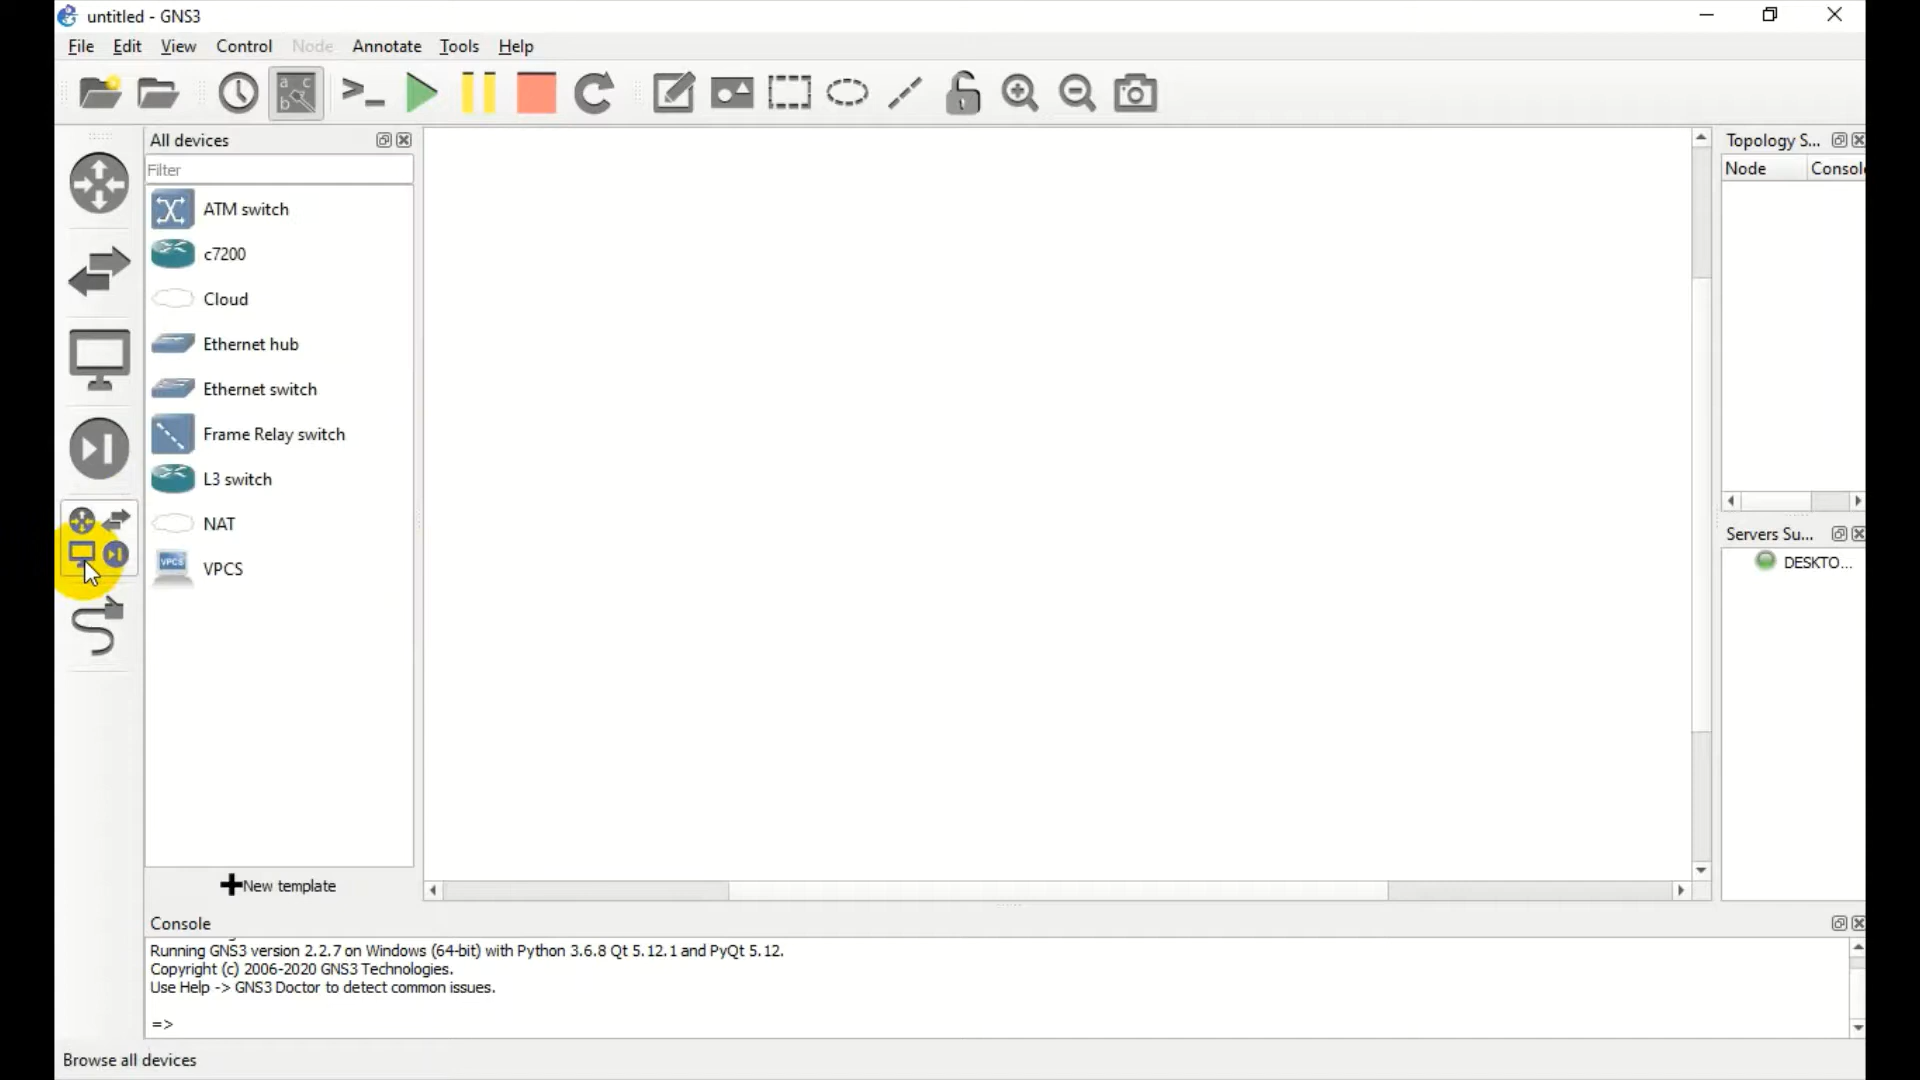 untitled - GNS3
File Edit View Control Node Annotate Tools Help
a c
b
All devices
Filter
ATM switch
c7200
Cloud
Ethernet hub
Ethernet switch
Frame Relay switch
L3 switch
NAT
VPCS
VPCS
New template
Topology S...
Node Console
Servers Su...
DESKTO...
Console
Running GNS3 version 2.2.7 on Windows (64-bit) with Python 3.6.8 Qt 5.12.1 and PyQt 5.12.
Copyright (c) 2006-2020 GNS3 Technologies.
Use Help -> GNS3 Doctor to detect common issues.
=>
Browse all devices